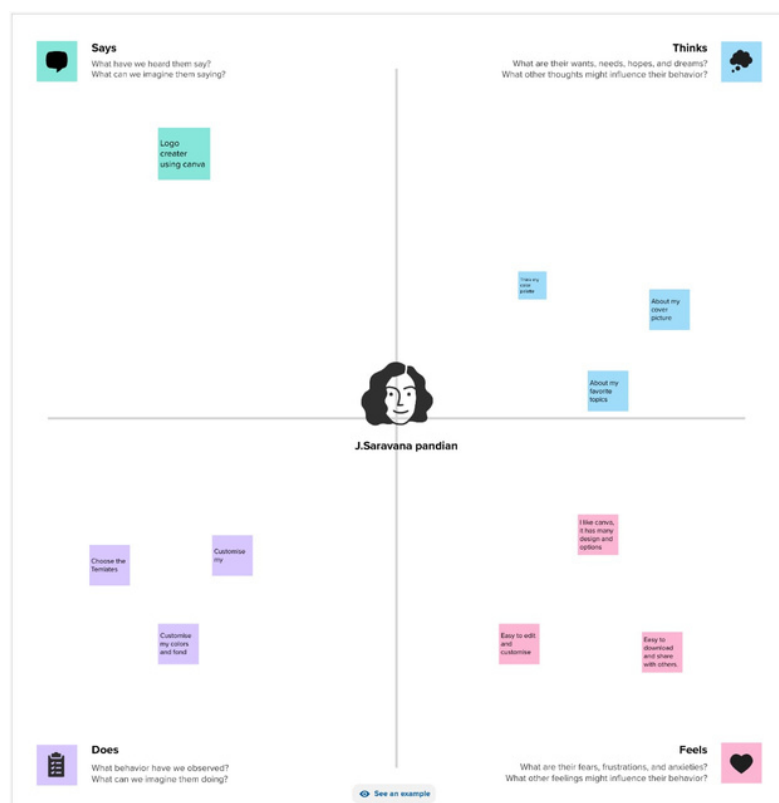 Says
What have we heard them say?
What can we imagine them saying?
Thinks
What are their wants, needs, hopes, and dreams?
What other thoughts might influence their behavior?
Logo
creater
using canva
my
color
palette
About my
cover
picture
About my
favorite
topics
J.Saravana pandian
Choose the
Temlates
Customise
my
Customise
my colors
and fond
I like canva,
it has many
design and
options
Easy to edit
and
customise
Easy to
download
and share
with others.
Does
What behavior have we observed?
What can we imagine them doing?
Feels
What are their fears, frustrations, and anxieties?
What other feelings might influence their behavior?
See an example